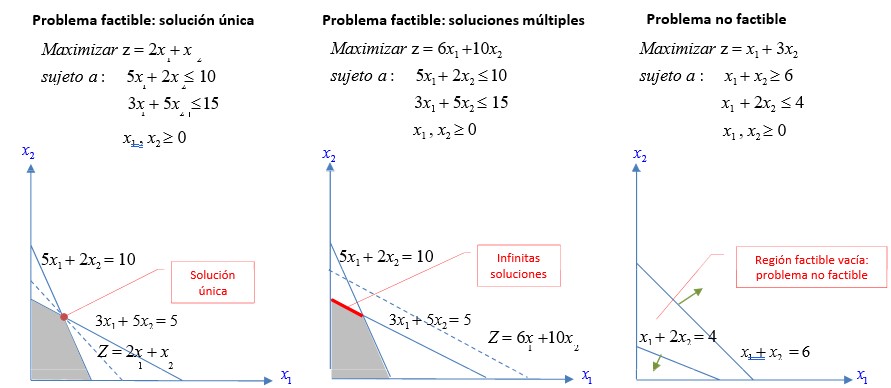 Problema factible: solución única
Maximizar z = 2x₁ + x₂
sujeto a : 5x₁ + 2x₂ ≤ 10
3x₁ + 5x₂ ≤ 15
x₁ , x₂ ≥ 0
x₂
5x₁ + 2x₂ = 10
Solución
única
3x₁ + 5x₂ = 5
Z = 2x₁ + x₂
x₁
Problema factible: soluciones múltiples
Maximizar z = 6x₁ +10x₂
sujeto a : 5x₁ + 2x₂ ≤ 10
3x₁ + 5x₂ ≤ 15
x₁ , x₂ ≥ 0
x₂
5x₁ + 2x₂ = 10
Infinitas
soluciones
3x₁ + 5x₂ = 5
Z = 6x₁ +10x₂
x₁
Problema no factible
Maximizar z = x₁ + 3x₂
sujeto a : x₁ + x₂ ≥ 6
x₁ + 2x₂ ≤ 4
x₁ , x₂ ≥ 0
x₂
Región factible vacía:
problema no factible
x₁ + 2x₂ = 4
x₁ + x₂ = 6
x₁